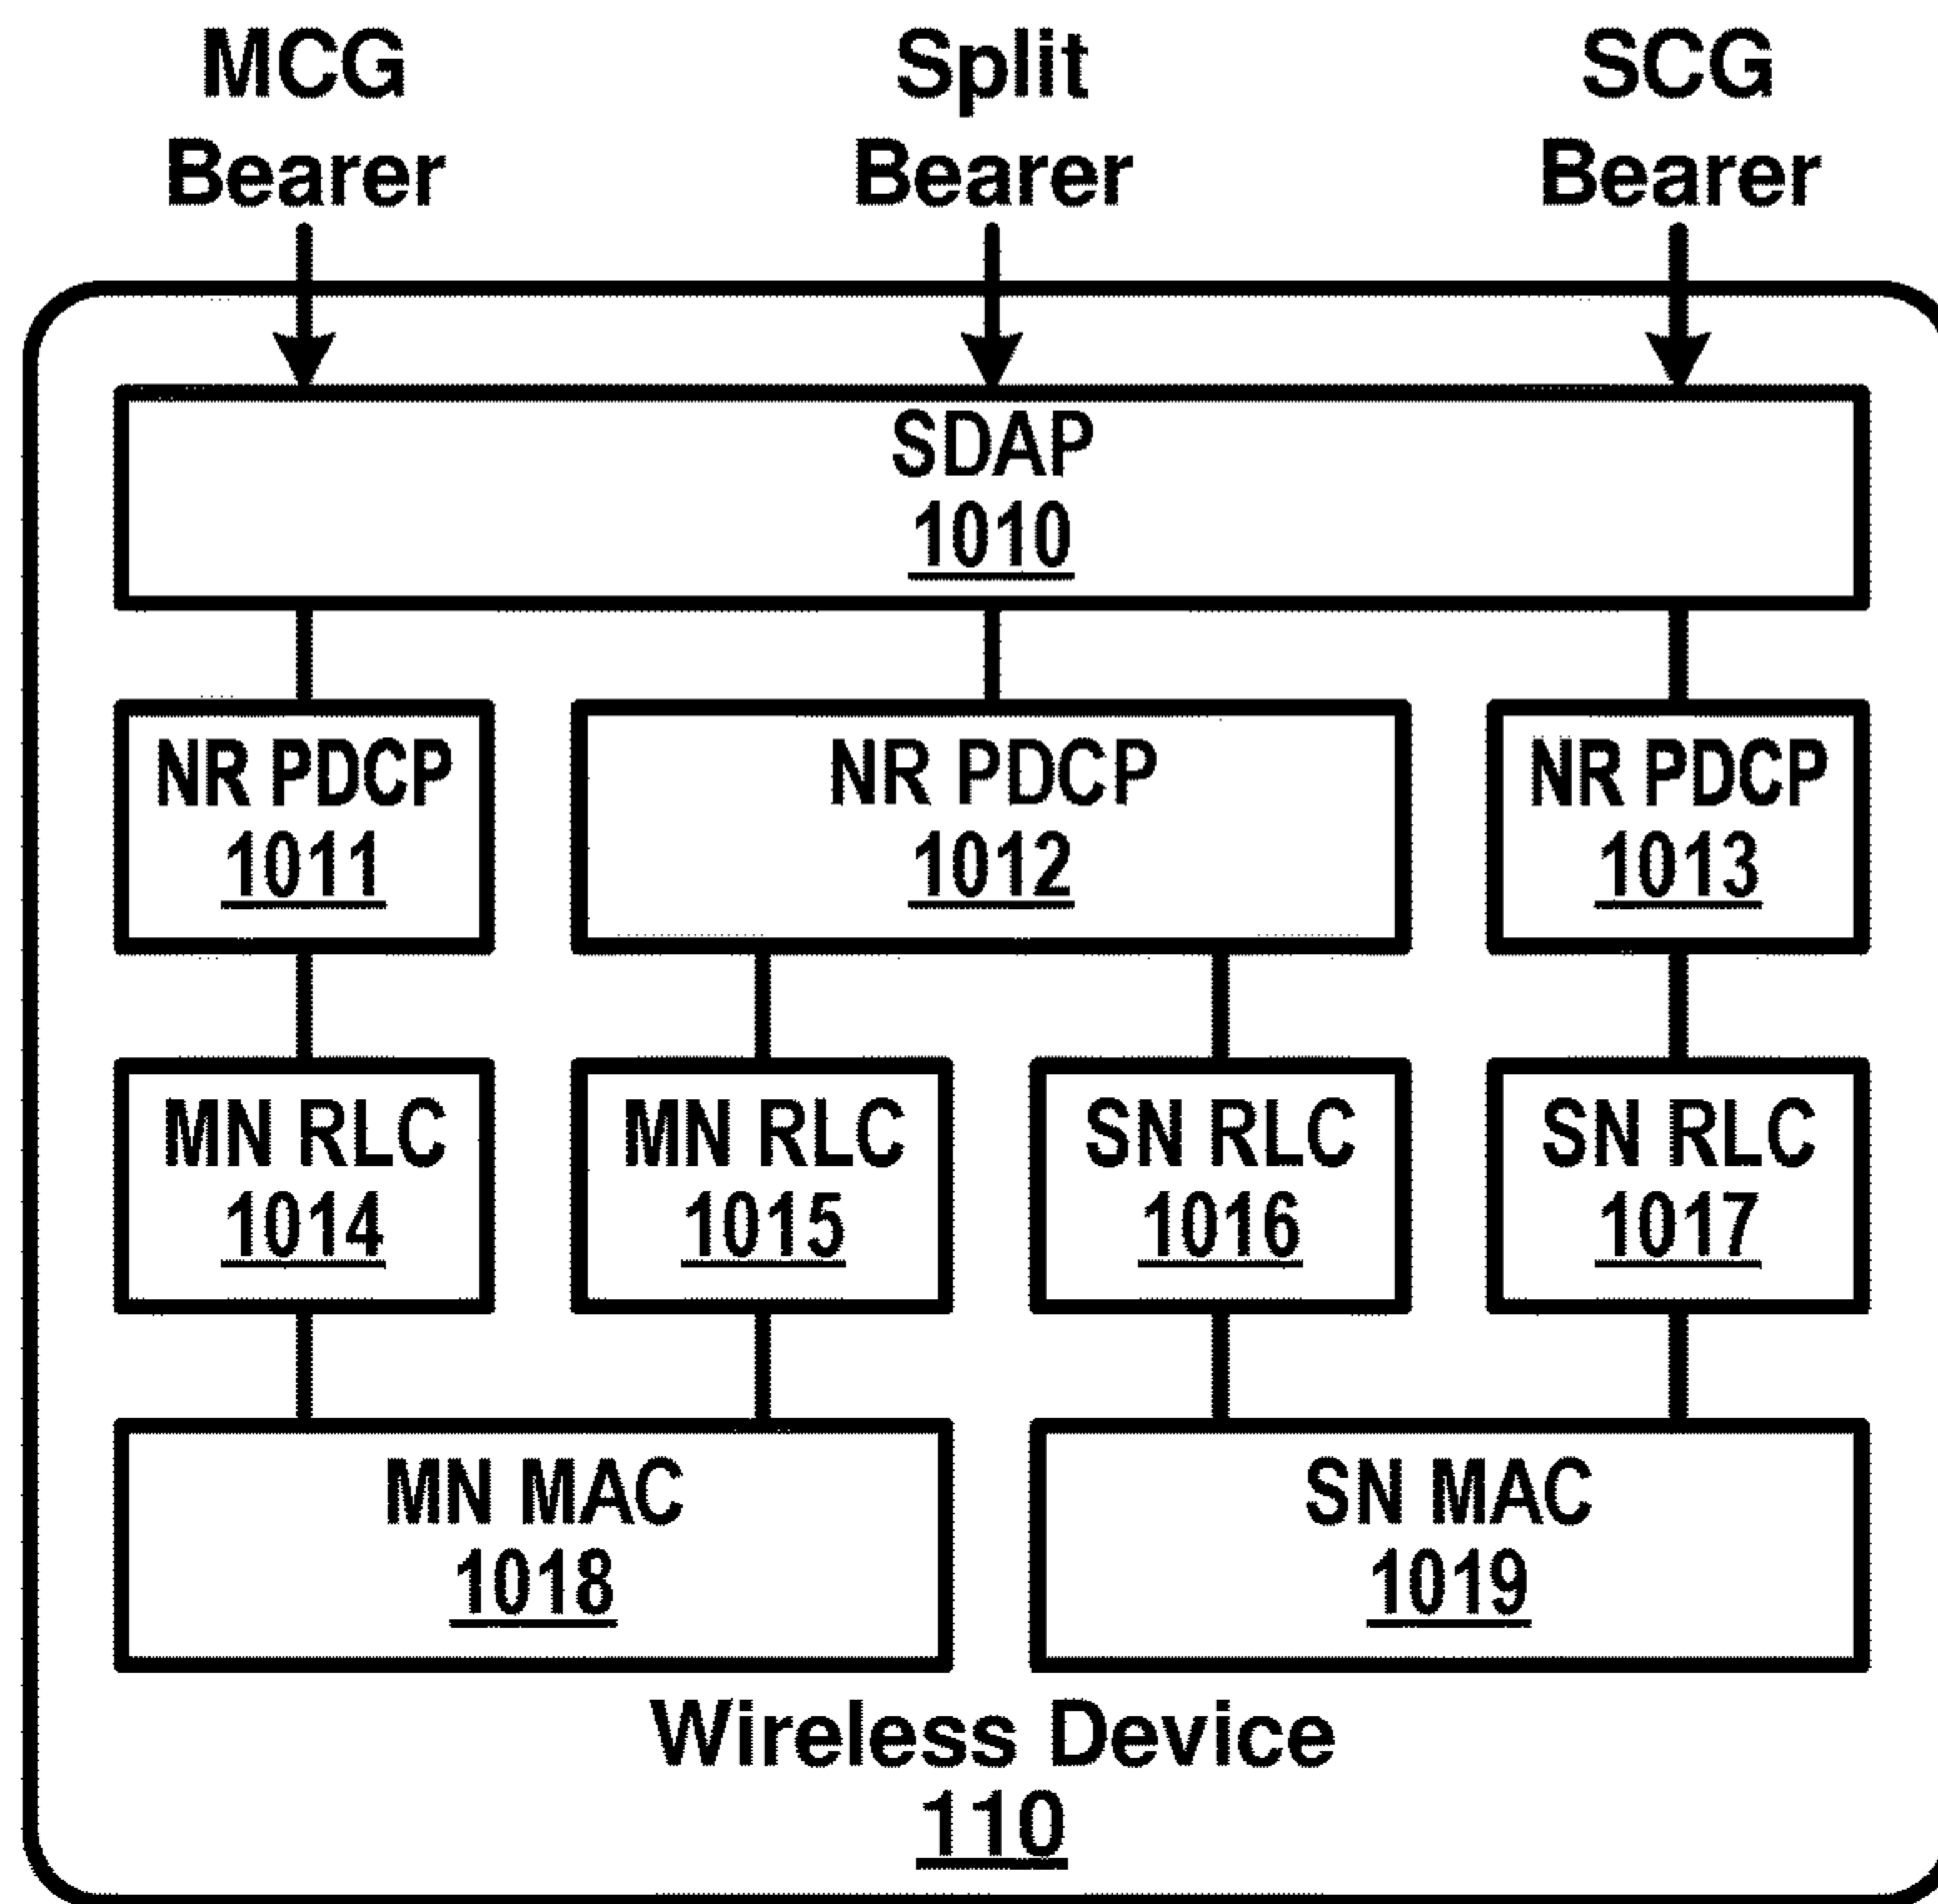 MCG Bearer
Split Bearer
SCG Bearer
SDAP
1010
NR PDCP
1011
NR PDCP
1012
NR PDCP
1013
MN RLC
1014
MN RLC
1015
SN RLC
1016
SN RLC
1017
MN MAC
1018
SN MAC
1019
Wireless Device
110